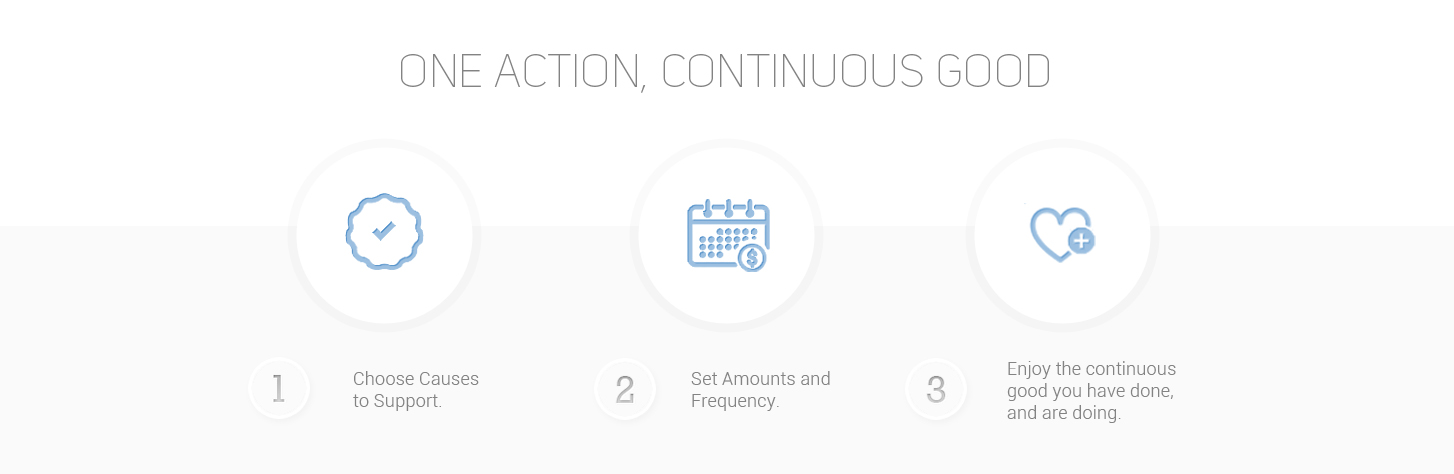 ONE ACTION, CONTINUOUS GOOD
$
1
Choose Causes
to Support.
2
Set Amounts and
Frequency.
3
Enjoy the continuous
good you have done,
and are doing.